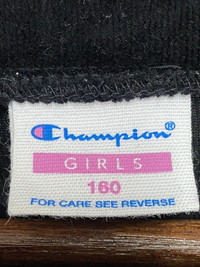 Champion®
GIRLS
160
FOR CARE SEE REVERSE